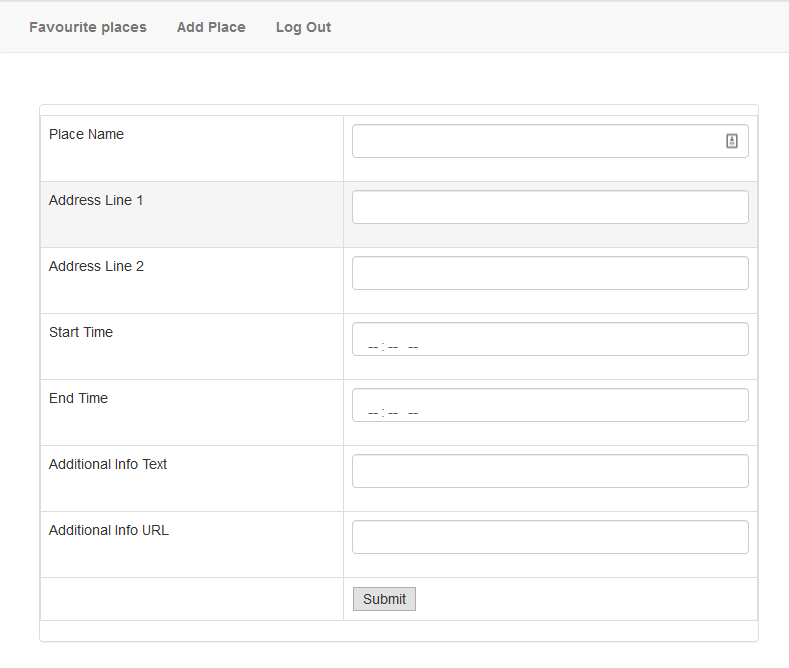 Favourite places Add Place Log Out
Place Name
Address Line 1
Address Line 2
Start Time
-- : -- --
End Time
-- : -- --
Additional Info Text
Additional Info URL
Submit